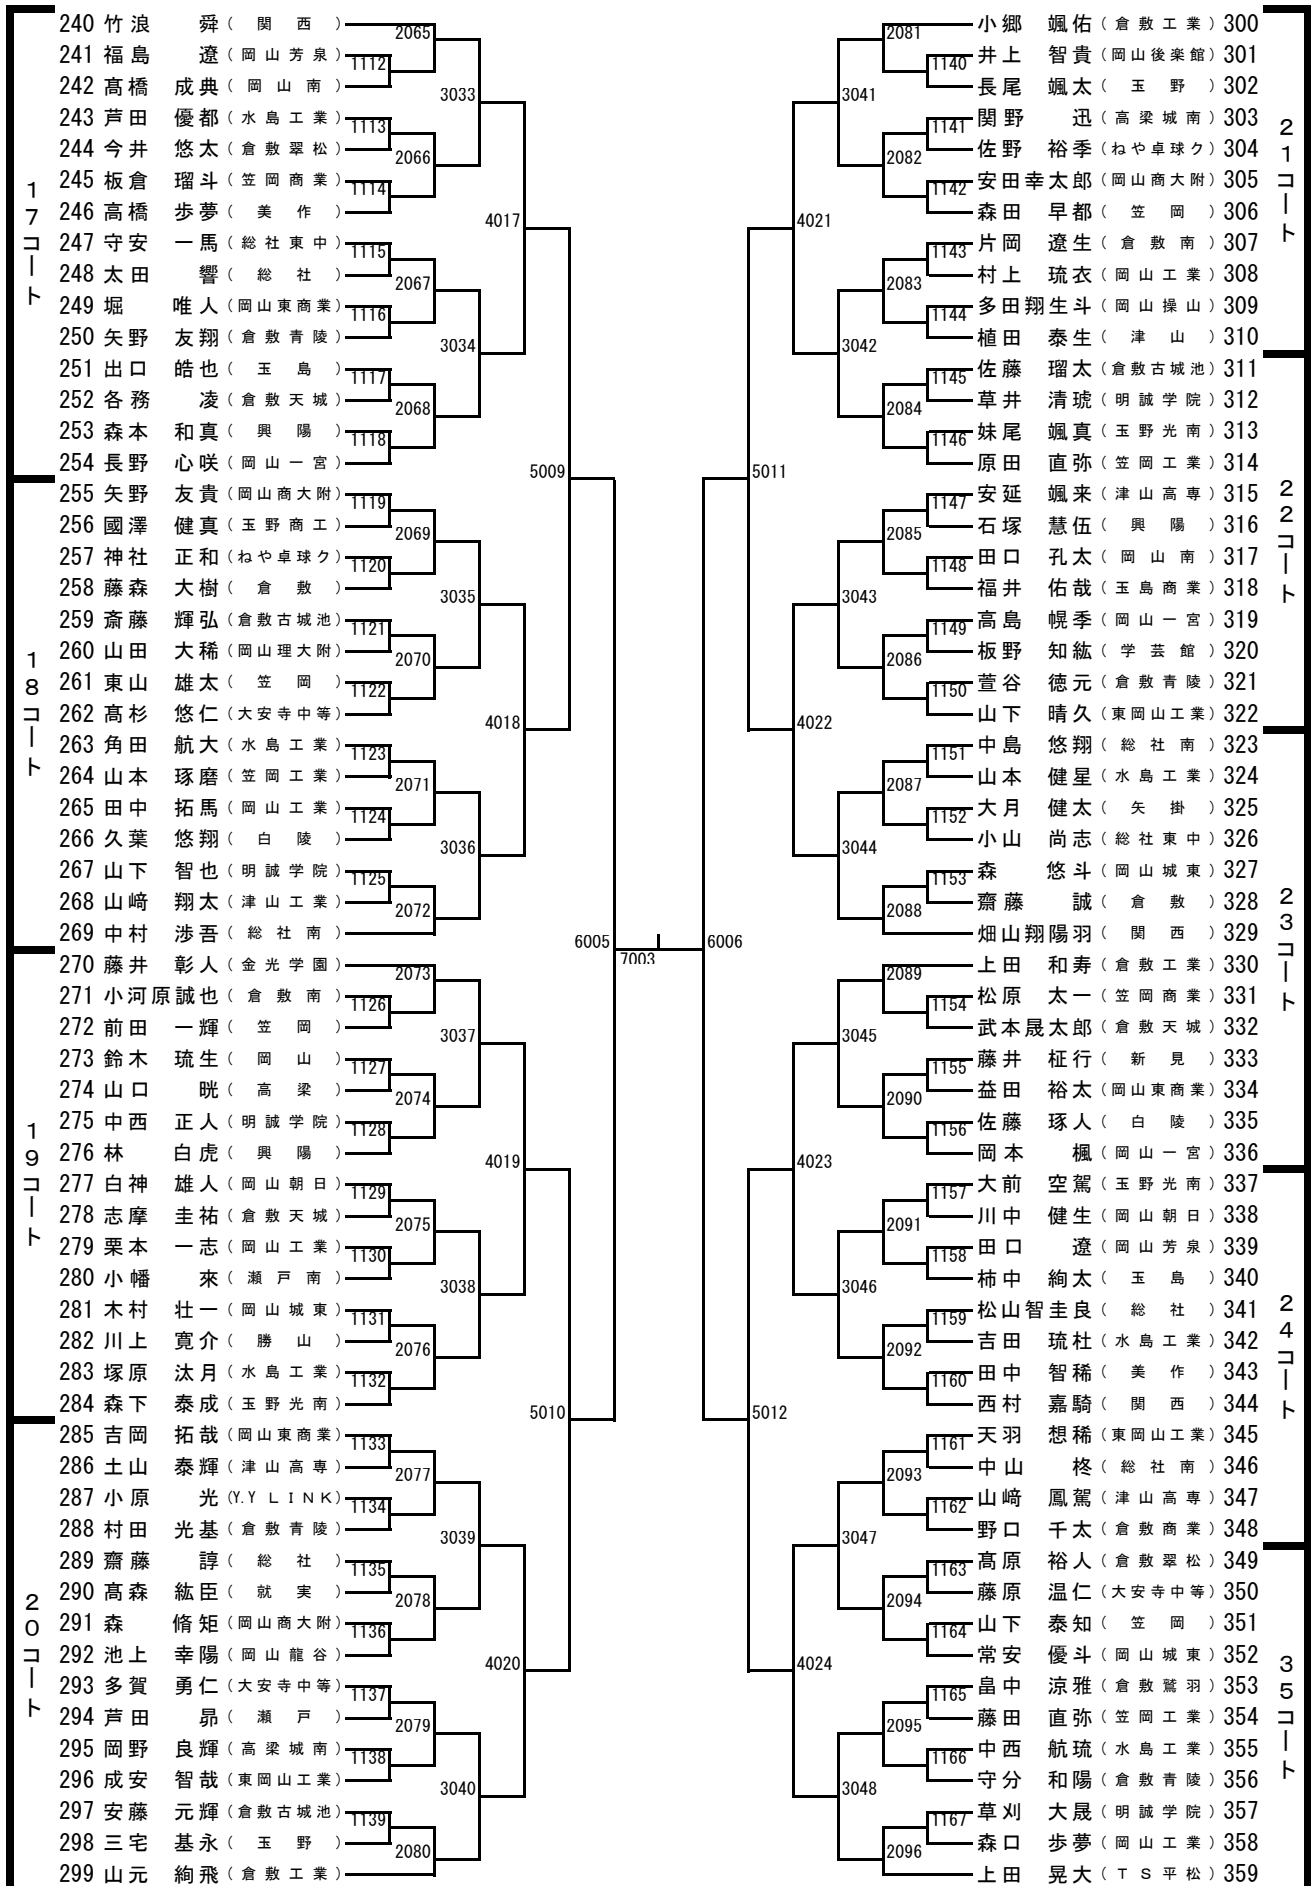 17コート
240 竹浪 舜 (関西)
241 福島 遼 (岡山芳泉)
242 髙橋 成典 (岡山南)
243 芦田 優都 (水島工業)
244 今井 悠太 (倉敷翠松)
245 板倉 瑠斗 (笠岡商業)
246 高橋 歩夢 (美作)
247 守安 一馬 (総社東中)
248 太田 響 (総社)
249 堀 唯人 (岡山東商業)
250 矢野 友翔 (倉敷青陵)
251 出口 皓也 (玉島)
252 各務 凌 (倉敷天城)
253 森本 和真 (興陽)
254 長野 心咲 (岡山一宮)
18コート
255 矢野 友貴 (岡山商大附)
256 國澤 健真 (玉野商工)
257 神社 正和 (ねや卓球ク)
258 藤森 大樹 (倉敷)
259 斎藤 輝弘 (倉敷古城池)
260 山田 大稀 (岡山理大附)
261 東山 雄太 (笠岡)
262 髙杉 悠仁 (大安寺中等)
263 角田 航大 (水島工業)
264 山本 琢磨 (笠岡工業)
265 田中 拓馬 (岡山工業)
266 久葉 悠翔 (白陵)
267 山下 智也 (明誠学院)
268 山﨑 翔太 (津山工業)
269 中村 渉吾 (総社南)
19コート
270 藤井 彰人 (金光学園)
271 小河原誠也 (倉敷南)
272 前田 一輝 (笠岡)
273 鈴木 琉生 (岡山)
274 山口 晄 (高梁)
275 中西 正人 (明誠学院)
276 林 白虎 (興陽)
277 白神 雄人 (岡山朝日)
278 志摩 圭祐 (倉敷天城)
279 栗本 一志 (岡山工業)
280 小幡 來 (瀬戸南)
281 木村 壮一 (岡山城東)
282 川上 寛介 (勝山)
283 塚原 汰月 (水島工業)
284 森下 泰成 (玉野光南)
20コート
285 吉岡 拓哉 (岡山東商業)
286 土山 泰輝 (津山高専)
287 小原 光 (Y.Y LINK)
288 村田 光基 (倉敷青陵)
289 齋藤 諄 (総社)
290 髙森 紘臣 (就実)
291 森 脩矩 (岡山商大附)
292 池上 幸陽 (岡山龍谷)
293 多賀 勇仁 (大安寺中等)
294 芦田 昴 (瀬戸)
295 岡野 良輝 (高梁城南)
296 成安 智哉 (東岡山工業)
297 安藤 元輝 (倉敷古城池)
298 三宅 基永 (玉野)
299 山元 絢飛 (倉敷工業)
1112
1113
1114
1115
1116
1117
1118
1119
1120
1121
1122
1123
1124
1125
1126
1127
1128
1129
1130
1131
1132
1133
1134
1135
1136
1137
1138
1139
2065
2066
2067
2068
2069
2070
2071
2072
2073
2074
2075
2076
2077
2078
2079
2080
3033
3034
3035
3036
3037
3038
3039
3040
4017
4018
4019
4020
5009
5010
6005
7003
6006
5011
5012
4021
4022
4023
4024
3041
3042
3043
3044
3045
3046
3047
3048
2081
2082
2083
2084
2085
2086
2087
2088
2089
2090
2091
2092
2093
2094
2095
2096
1140
1141
1142
1143
1144
1145
1146
1147
1148
1149
1150
1151
1152
1153
1154
1155
1156
1157
1158
1159
1160
1161
1162
1163
1164
1165
1166
1167
21コート
小郷 颯佑 (倉敷工業) 300
井上 智貴 (岡山後楽館) 301
長尾 颯太 (玉野) 302
関野 迅 (高梁城南) 303
佐野 裕季 (ねや卓球ク) 304
安田幸太郎 (岡山商大附) 305
森田 早都 (笠岡) 306
片岡 遼生 (倉敷南) 307
村上 琉衣 (岡山工業) 308
多田翔生斗 (岡山操山) 309
植田 泰生 (津山) 310
22コート
佐藤 瑠太 (倉敷古城池) 311
草井 清琥 (明誠学院) 312
妹尾 颯真 (玉野光南) 313
原田 直弥 (笠岡工業) 314
安延 颯来 (津山高専) 315
石塚 慧伍 (興陽) 316
田口 孔太 (岡山南) 317
福井 佑哉 (玉島商業) 318
高島 幌季 (岡山一宮) 319
板野 知紘 (学芸館) 320
萱谷 徳元 (倉敷青陵) 321
山下 晴久 (東岡山工業) 322
23コート
中島 悠翔 (総社南) 323
山本 健星 (水島工業) 324
大月 健太 (矢掛) 325
小山 尚志 (総社東中) 326
森 悠斗 (岡山城東) 327
齋藤 誠 (倉敷) 328
畑山翔陽羽 (関西) 329
上田 和寿 (倉敷工業) 330
松原 太一 (笠岡商業) 331
武本晟太郎 (倉敷天城) 332
藤井 柾行 (新見) 333
益田 裕太 (岡山東商業) 334
佐藤 琢人 (白陵) 335
岡本 楓 (岡山一宮) 336
24コート
大前 空駕 (玉野光南) 337
川中 健生 (岡山朝日) 338
田口 遼 (岡山芳泉) 339
柿中 絢太 (玉島) 340
松山智圭良 (総社) 341
吉田 琉杜 (水島工業) 342
田中 智稀 (美作) 343
西村 嘉騎 (関西) 344
天羽 想稀 (東岡山工業) 345
中山 柊 (総社南) 346
山﨑 鳳駕 (津山高専) 347
野口 千太 (倉敷商業) 348
35コート
髙原 裕人 (倉敷翠松) 349
藤原 温仁 (大安寺中等) 350
山下 泰知 (笠岡) 351
常安 優斗 (岡山城東) 352
畠中 涼雅 (倉敷鷲羽) 353
藤田 直弥 (笠岡工業) 354
中西 航琉 (水島工業) 355
守分 和陽 (倉敷青陵) 356
草刈 大晟 (明誠学院) 357
森口 歩夢 (岡山工業) 358
上田 晃大 (TS平松) 359